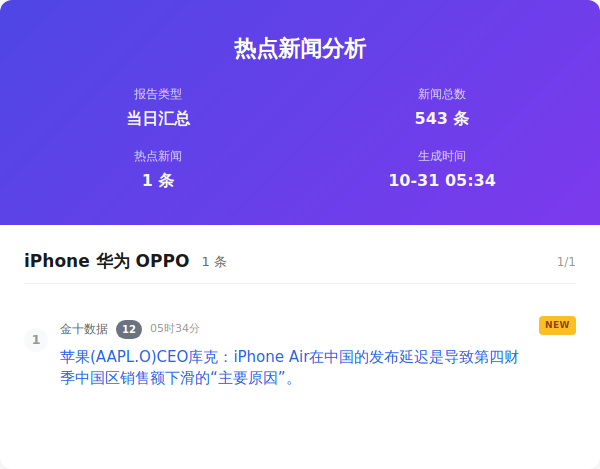 热点新闻分析
报告类型
新闻总数
当日汇总
543 条
热点新闻
生成时间
1 条
10-31 05:34
iPhone 华为 OPPO 1 条 1/1
1
金十数据 12 05时34分 NEW
苹果(AAPL.O)CEO库克：iPhone Air在中国的发布延迟是导致第四财
季中国区销售额下滑的“主要原因”。